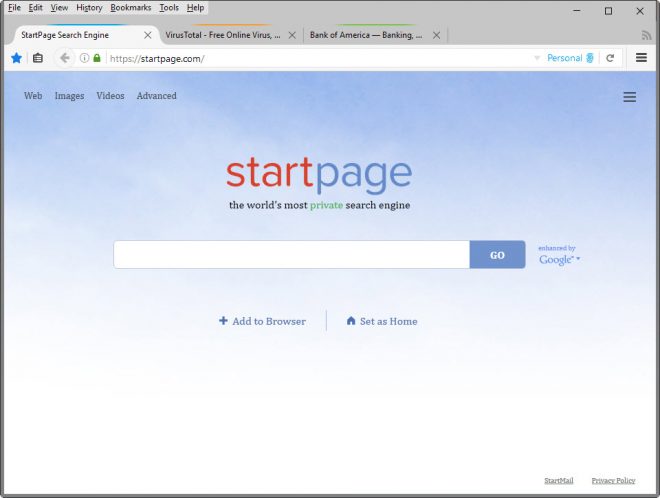 File Edit View History Bookmarks Tools Help
StartPage Search Engine
VirusTotal - Free Online Virus, ...
Bank of America — Banking, ...
https://startpage.com/
Personal
Web Images Videos Advanced
startpage
the world's most private search engine
GO
enhanced by
Google™
Add to Browser
Set as Home
StartMail Privacy Policy